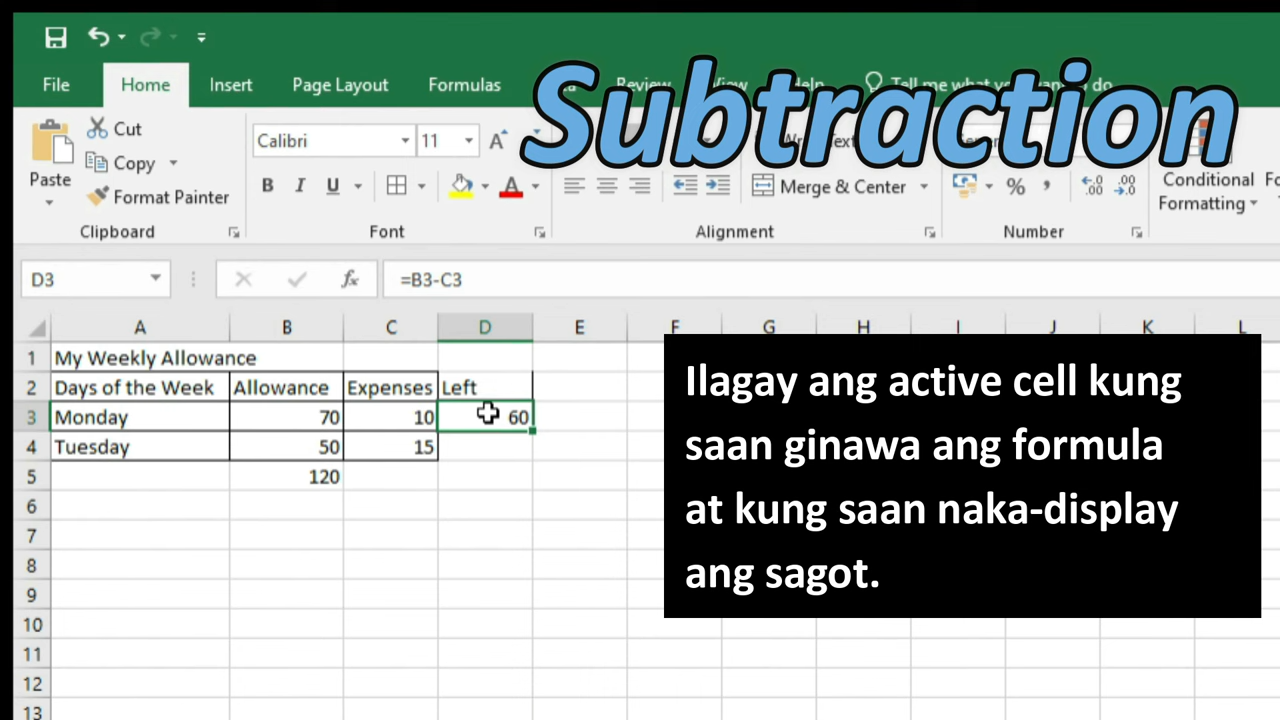 Subtraction
File Home Insert Page Layout Formulas Review View Help Tell me what you want to do
Cut
Calibri 11
Copy
Paste
Format Painter
B I U Merge & Center % Conditional
Formatting
Clipboard Font Alignment Number
D3 fx =B3-C3
A B C D E F G H I J K L
1 My Weekly Allowance
2 Days of the Week Allowance Expenses Left
3 Monday 70 10 60
4 Tuesday 50 15
5 120
6
7
8
9
10
11
12
13
Ilagay ang active cell kung
saan ginawa ang formula
at kung saan naka-display
ang sagot.